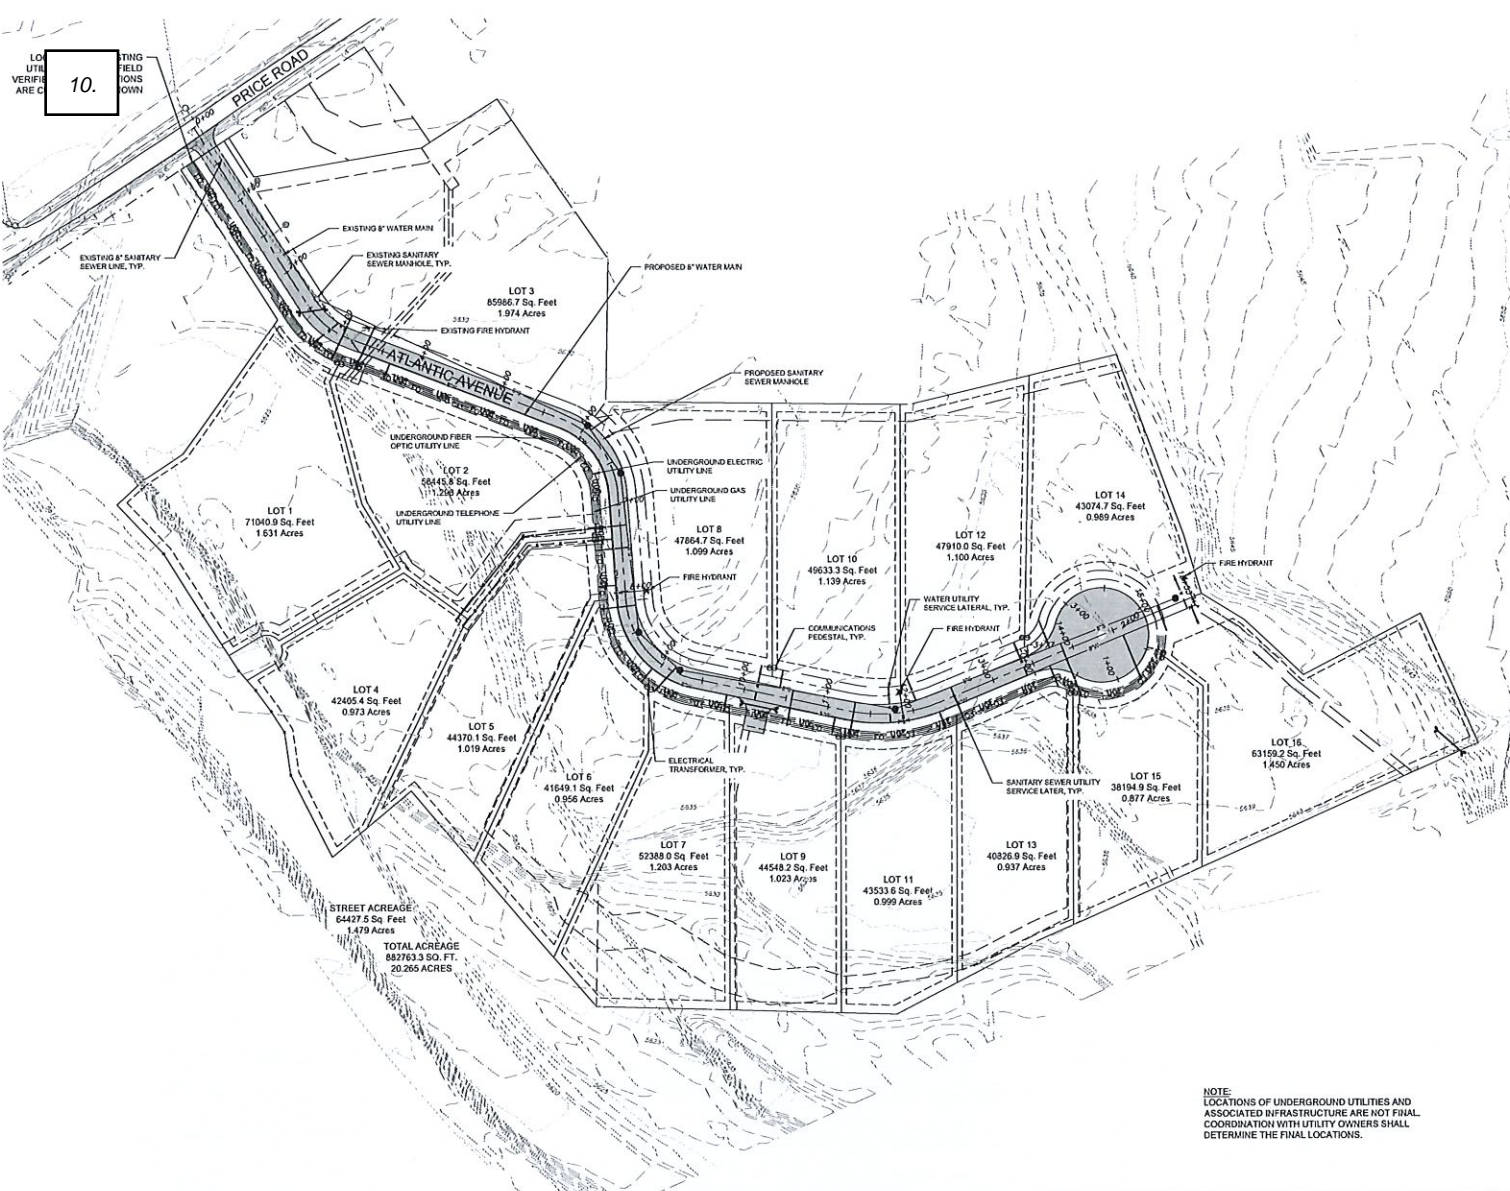 10.
PRICE ROAD
EXISTING 8" SANITARY
SEWER LINE, TYP.
EXISTING 8" WATER MAIN
EXISTING SANITARY
SEWER MANHOLE, TYP.
EXISTING FIRE HYDRANT
LOT 3
85986.7 Sq. Feet
1.974 Acres
PROPOSED 8" WATER MAIN
ATLANTIC AVENUE
PROPOSED SANITARY
SEWER MANHOLE
UNDERGROUND FIBER
OPTIC UTILITY LINE
LOT 2
56445.8 Sq. Feet
Acres
UNDERGROUND TELEPHONE
UTILITY LINE
UNDERGROUND ELECTRIC
UTILITY LINE
UNDERGROUND GAS
UTILITY LINE
LOT 1
71040.9 Sq. Feet
1.631 Acres
LOT 8
47864.7 Sq. Feet
1.099 Acres
FIRE HYDRANT
LOT 10
49633.3 Sq. Feet
1.139 Acres
LOT 12
47910.0 Sq. Feet
1.100 Acres
LOT 14
43074.7 Sq. Feet
0.989 Acres
FIRE HYDRANT
WATER UTILITY
SERVICE LATERAL, TYP.
FIRE HYDRANT
COMMUNICATIONS
PEDESTAL, TYP.
LOT 4
42405.4 Sq. Feet
0.973 Acres
LOT 5
44370.1 Sq. Feet
1.019 Acres
LOT 6
41649.1 Sq. Feet
0.956 Acres
ELECTRICAL
TRANSFORMER, TYP.
SANITARY SEWER UTILITY
SERVICE LATER, TYP.
LOT 15
38194.9 Sq. Feet
0.877 Acres
LOT 16
63159.2 Sq. Feet
1.450 Acres
LOT 7
52388.0 Sq. Feet
1.203 Acres
LOT 9
44548.2 Sq. Feet
1.023 Acres
LOT 11
43533.6 Sq. Feet
0.999 Acres
LOT 13
40826.9 Sq. Feet
0.937 Acres
STREET ACREAGE
64427.5 Sq. Feet
1.479 Acres
TOTAL ACREAGE
882763.3 SQ. FT.
20.265 ACRES
NOTE:
LOCATIONS OF UNDERGROUND UTILITIES AND
ASSOCIATED INFRASTRUCTURE ARE NOT FINAL.
COORDINATION WITH UTILITY OWNERS SHALL
DETERMINE THE FINAL LOCATIONS.